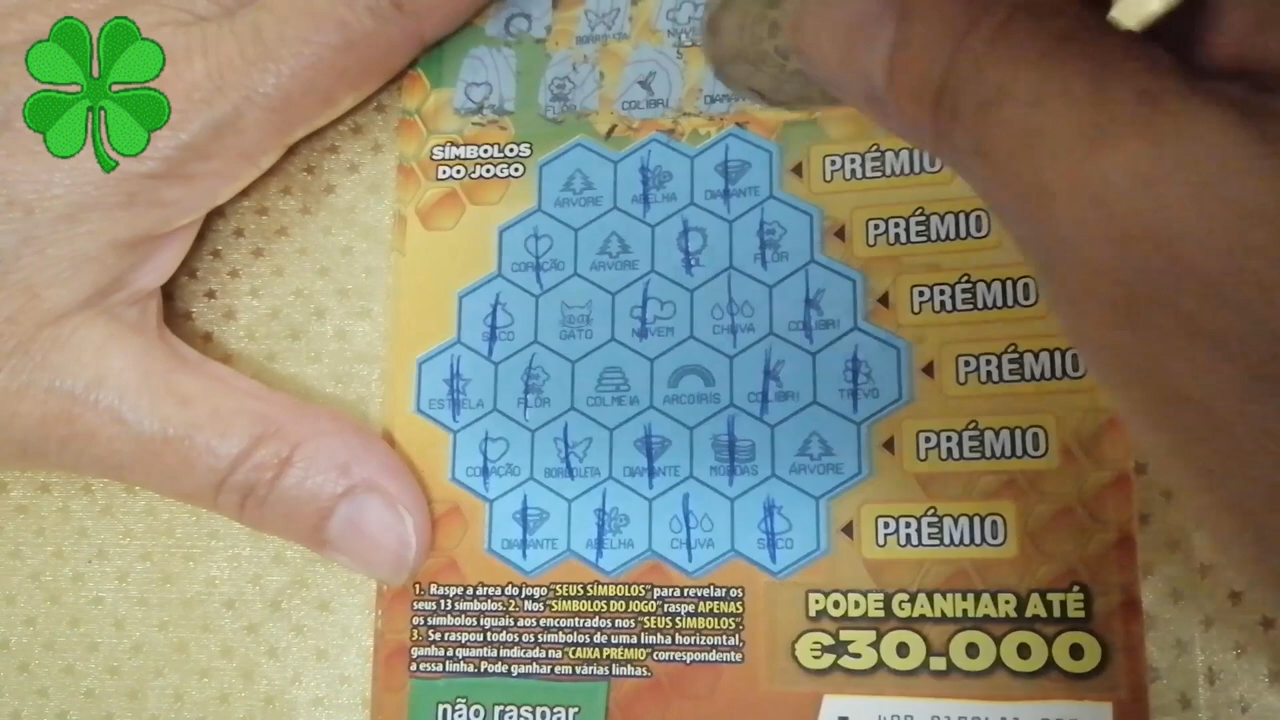 BORBOLETA
FLOR COLIBRI
SÍMBOLOS
DO JOGO
ÁRVORE ABELHA DIAMANTE
PRÉMIO
CORAÇÃO ÁRVORE SOL FLOR
PRÉMIO
SACO GATO NUVEM CHUVA COLIBRI
PRÉMIO
ESTRELA FLOR COLMEIA ARCOÍRIS COLIBRI TREVO
PRÉMIO
CORAÇÃO BORBOLETA DIAMANTE MOEDAS ÁRVORE
PRÉMIO
DIAMANTE ABELHA CHUVA SACO
PRÉMIO
1. Raspe a área do jogo "SEUS SÍMBOLOS" para revelar os
seus 13 símbolos. 2. Nos "SÍMBOLOS DO JOGO" raspe APENAS
os símbolos iguais aos encontrados nos "SEUS SÍMBOLOS".
3. Se raspou todos os símbolos de uma linha horizontal,
ganha a quantia indicada na "CAIXA PRÉMIO" correspondente
a essa linha. Pode ganhar em várias linhas.
PODE GANHAR ATÉ
€30.000
não raspar